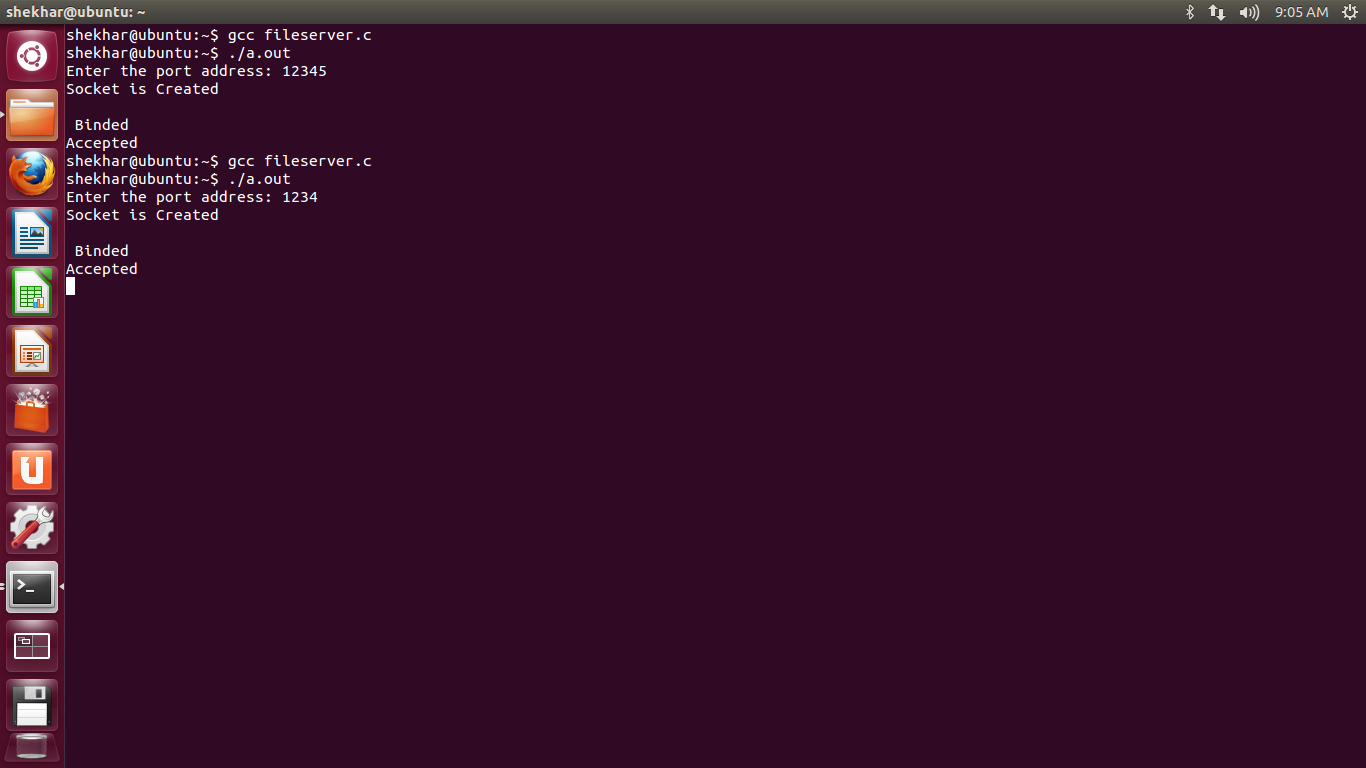 shekhar@ubuntu: ~
9:05 AM
shekhar@ubuntu:~$ gcc fileserver.c
shekhar@ubuntu:~$ ./a.out
Enter the port address: 12345
Socket is Created
Binded
Accepted
shekhar@ubuntu:~$ gcc fileserver.c
shekhar@ubuntu:~$ ./a.out
Enter the port address: 1234
Socket is Created
Binded
Accepted